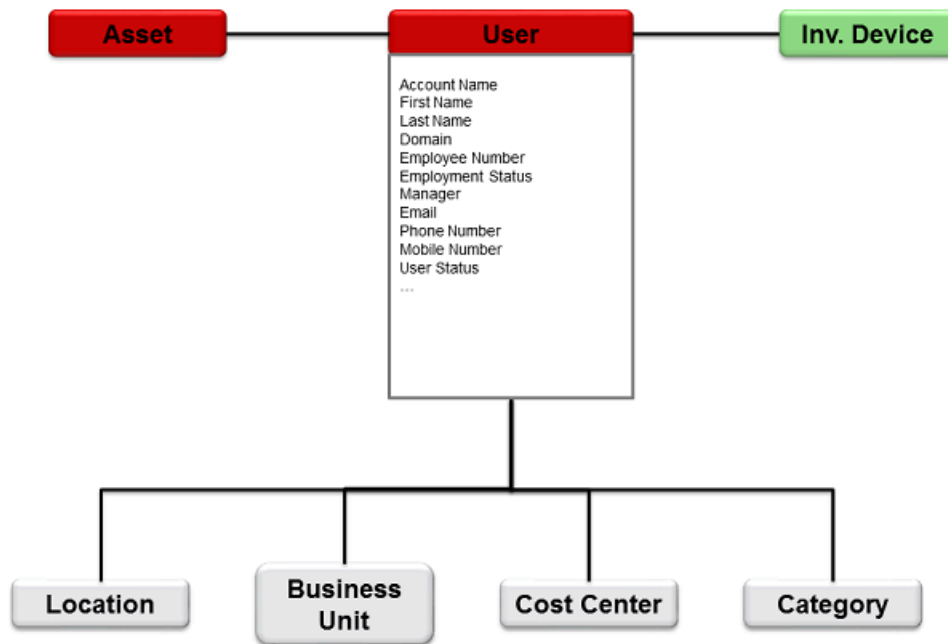 Asset
User
Inv. Device
Account Name
First Name
Last Name
Domain
Employee Number
Employment Status
Manager
Email
Phone Number
Mobile Number
User Status
...
Location
Business
Unit
Cost Center
Category